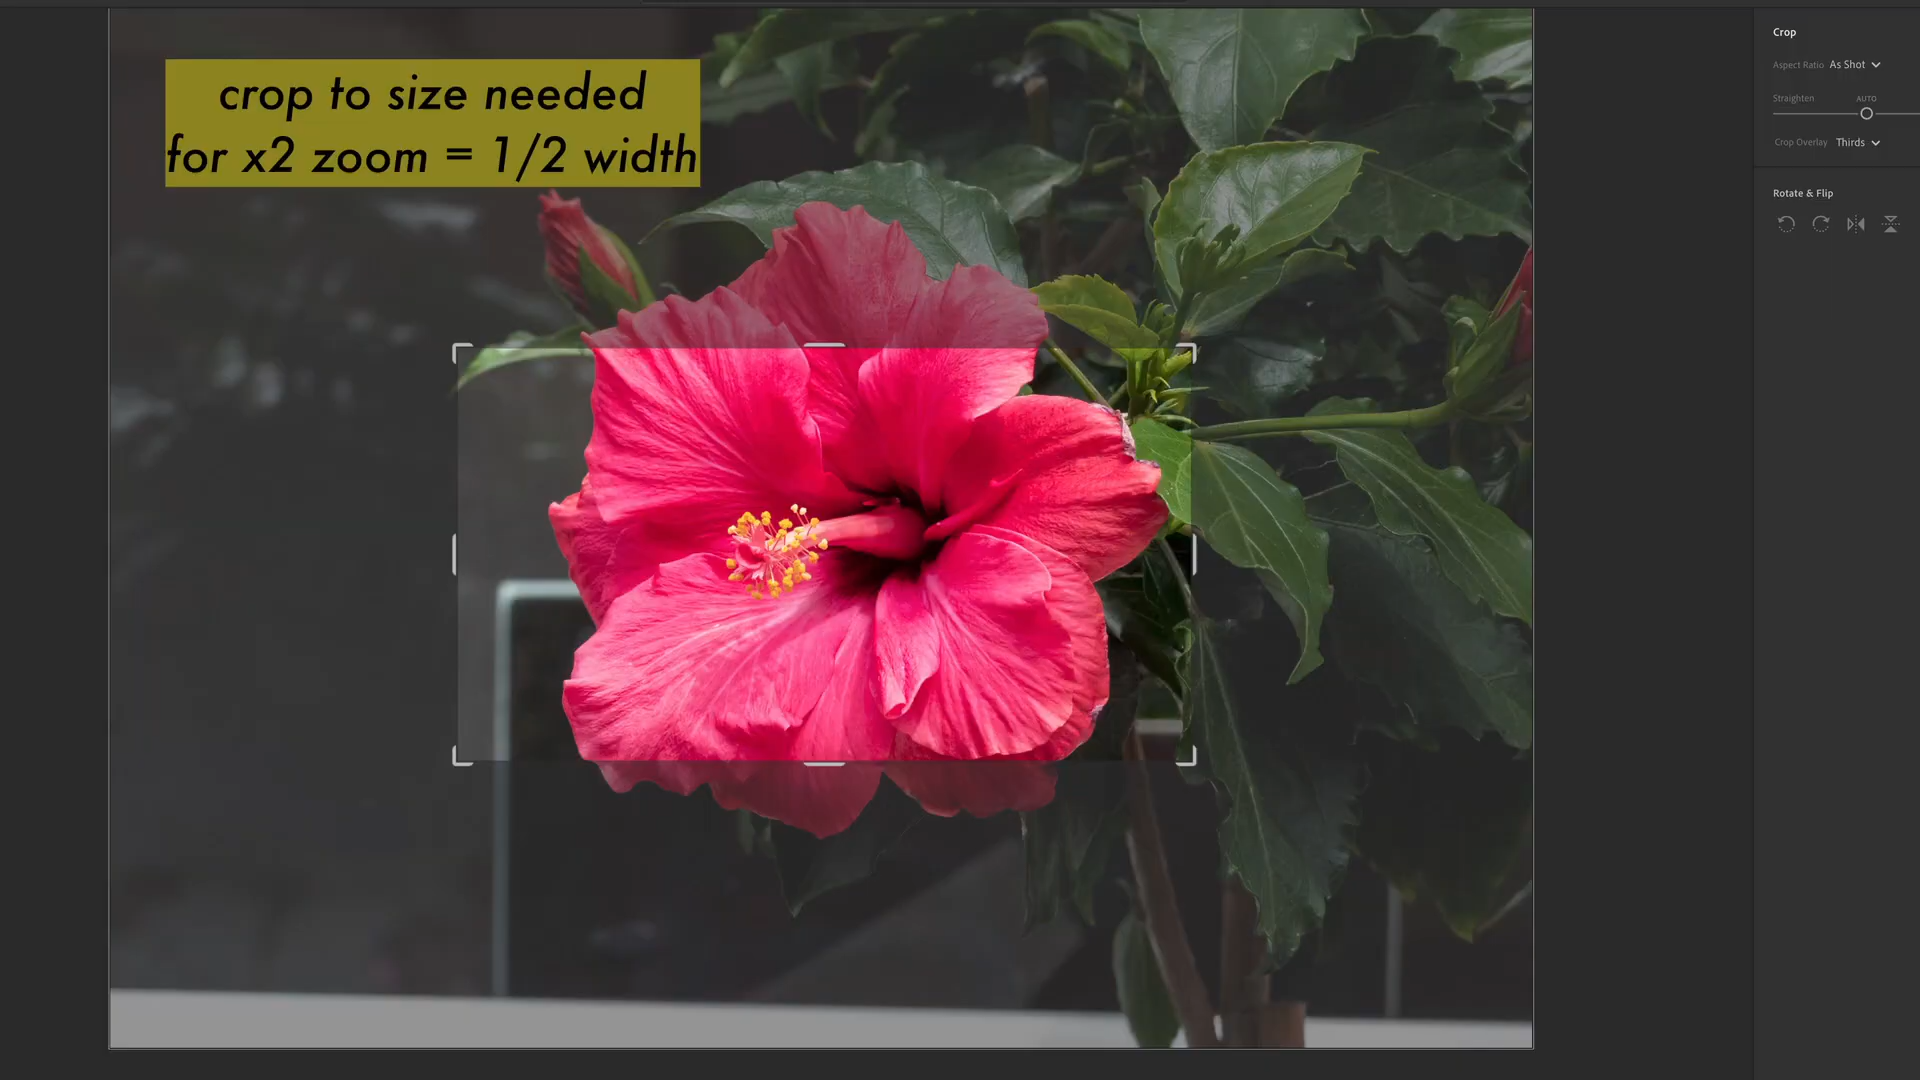 crop to size needed
for x2 zoom = 1/2 width
Crop
Aspect Ratio As Shot
Straighten AUTO
Crop Overlay Thirds
Rotate & Flip